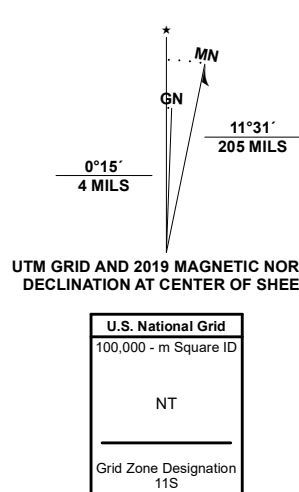 ★
MN
GN
11°31´
205 MILS
0°15´
4 MILS
UTM GRID AND 2019 MAGNETIC NOR
DECLINATION AT CENTER OF SHEE
U.S. National Grid
100,000 - m Square ID
NT
Grid Zone Designation
11S